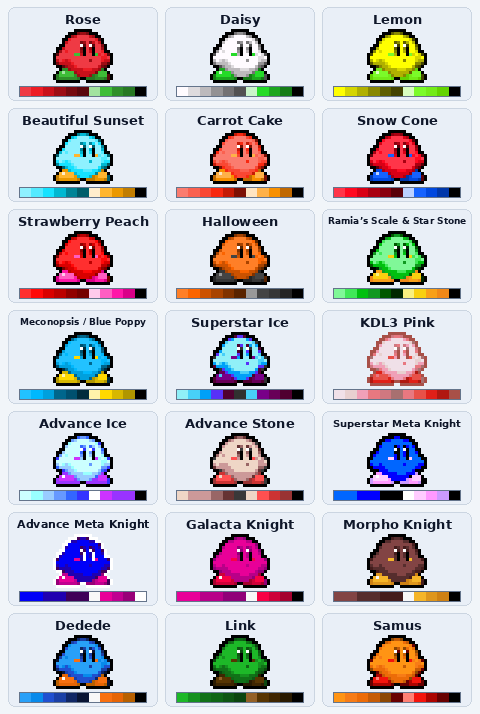 Rose
Daisy
Lemon
Beautiful Sunset
Carrot Cake
Snow Cone
Strawberry Peach
Halloween
Ramia's Scale & Star Stone
Meconopsis / Blue Poppy
Superstar Ice
KDL3 Pink
Advance Ice
Advance Stone
Superstar Meta Knight
Advance Meta Knight
Galacta Knight
Morpho Knight
Dedede
Link
Samus